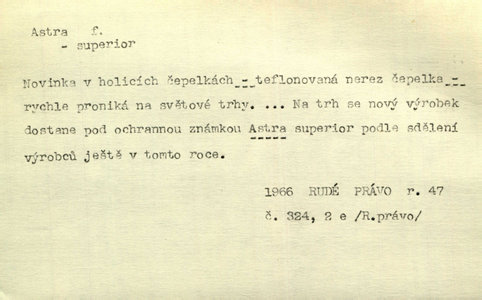 Astra f.
- superior
Novinka v holicích čepelkách - teflonovaná nerez čepelka -
rychle proniká na světové trhy. ... Na trh se nový výrobek
dostane pod ochrannou známkou Astra superior podle sdělení
výrobců ještě v tomto roce.
1966 RUDÉ PRÁVO r. 47
č. 324, 2 e /R.právo/